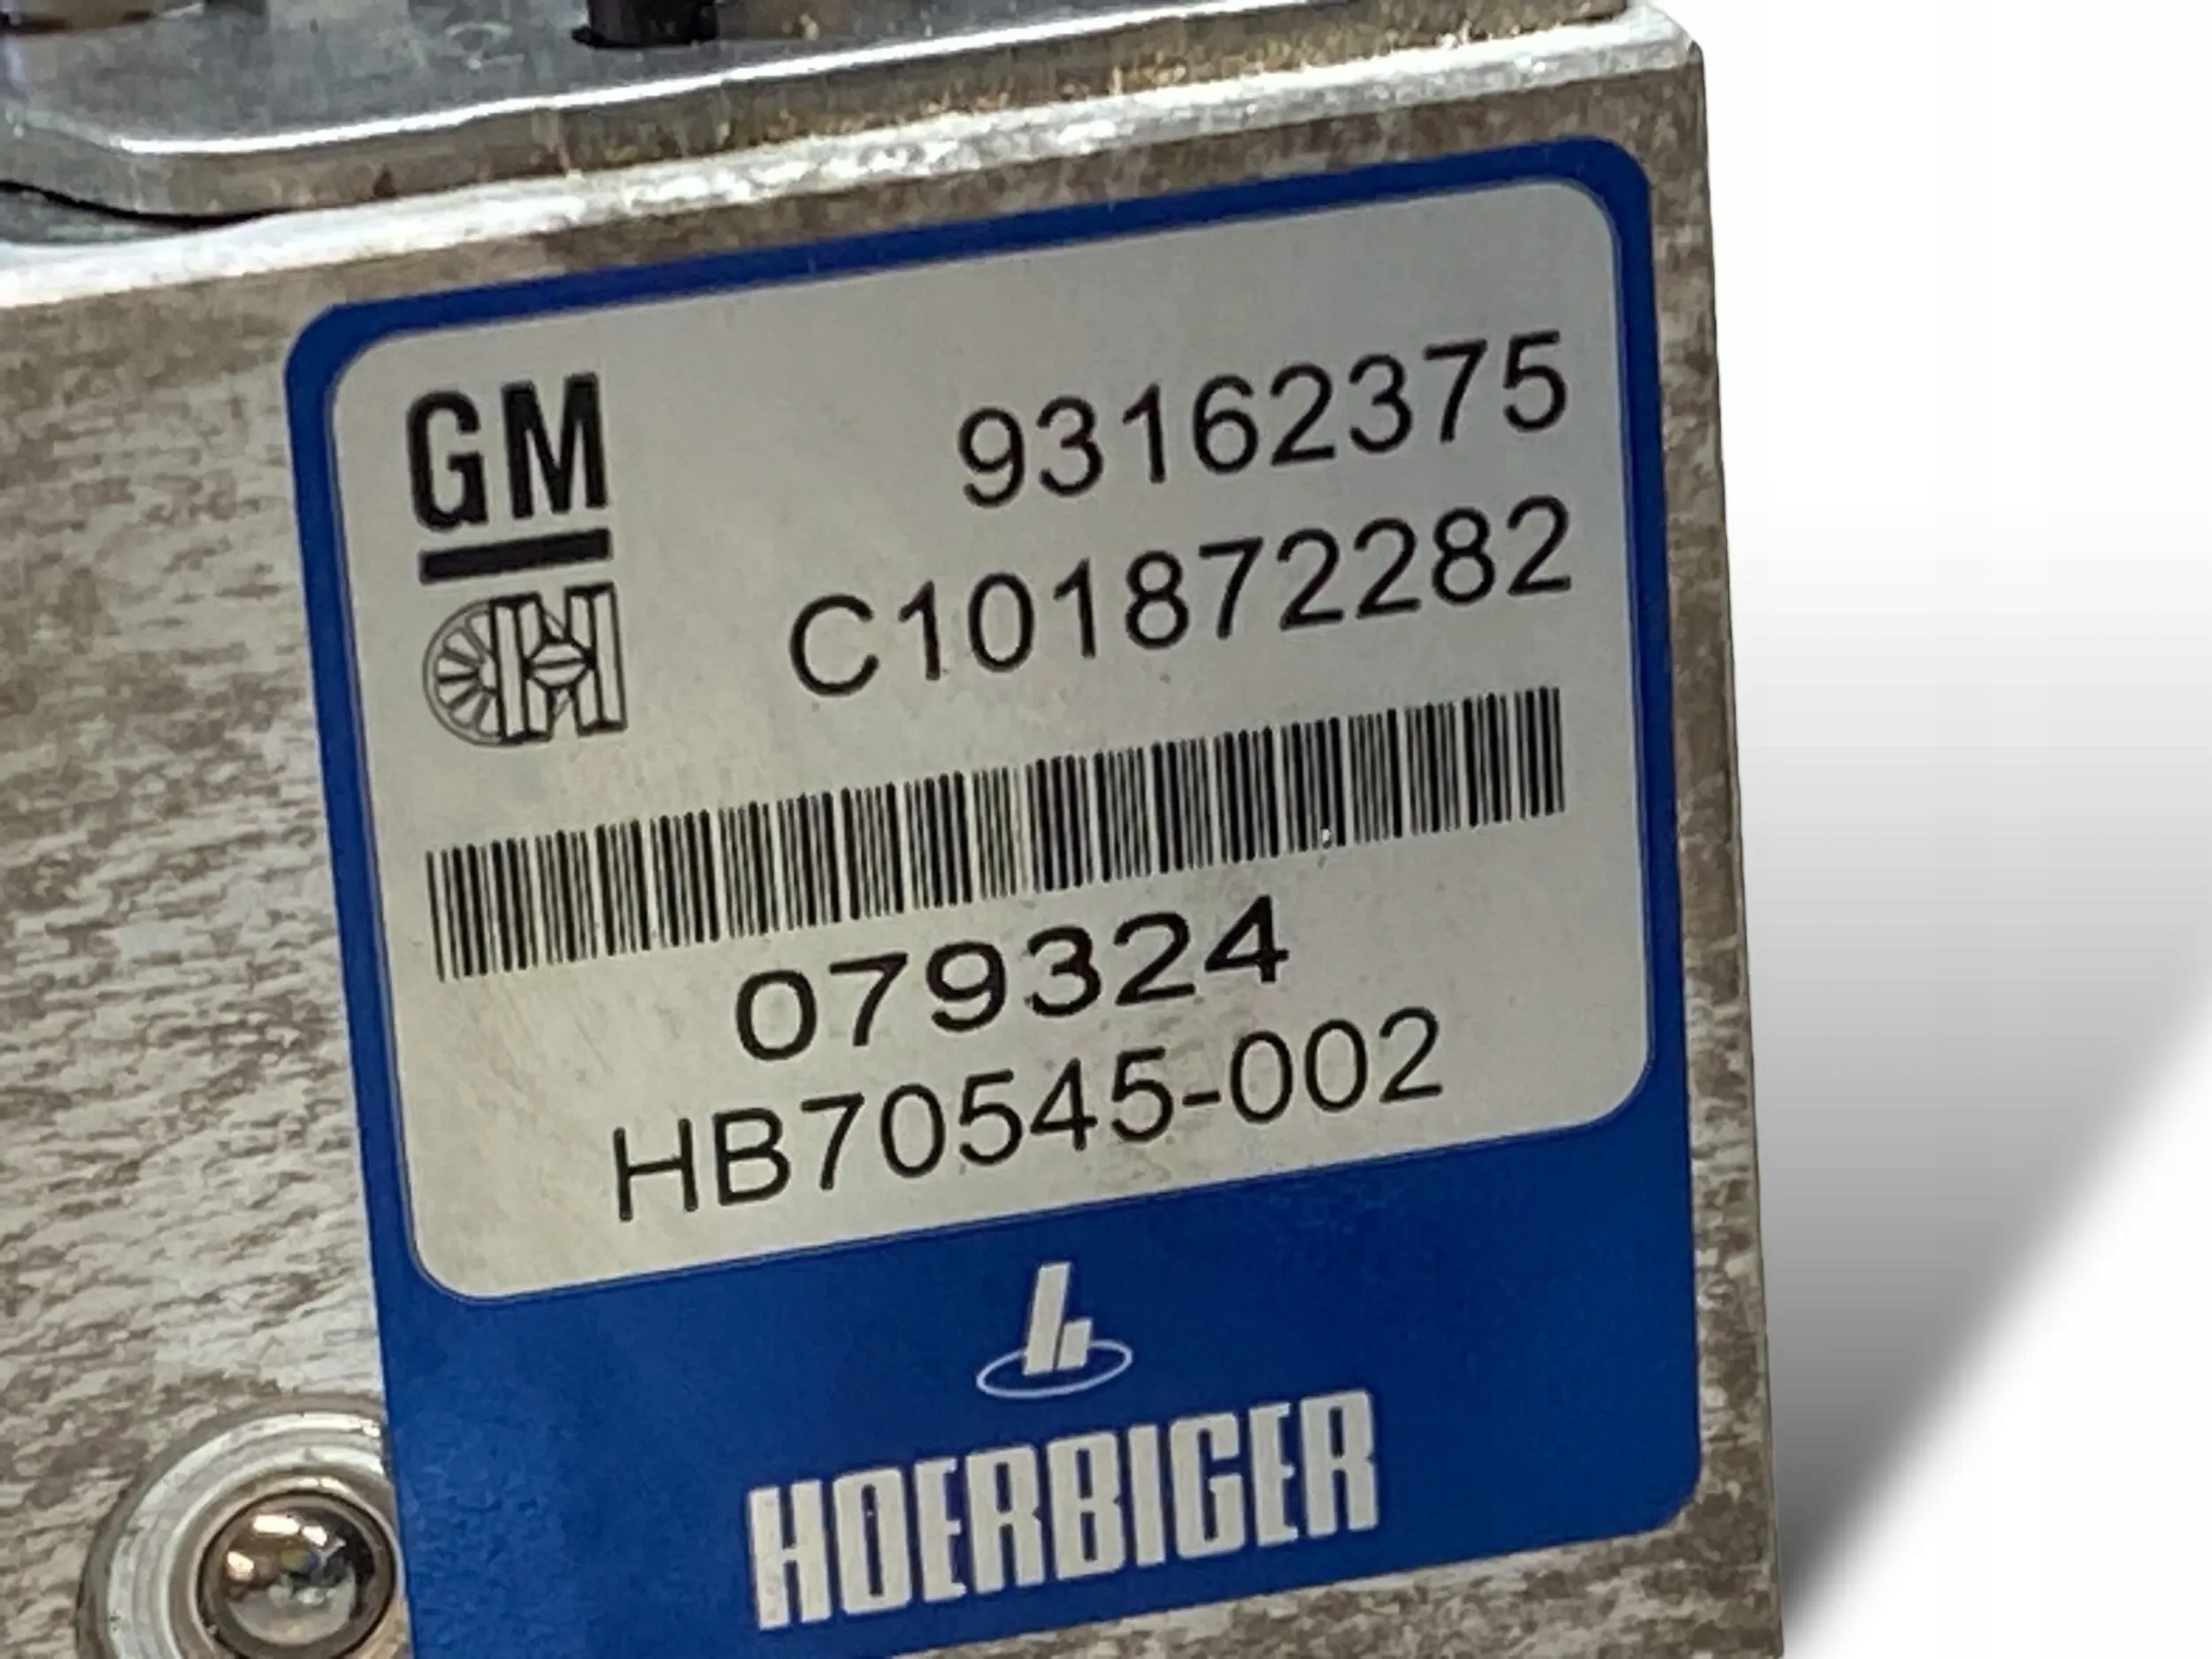 GM
93162375
C101872282
079324
HB70545-002
HOERBIGER